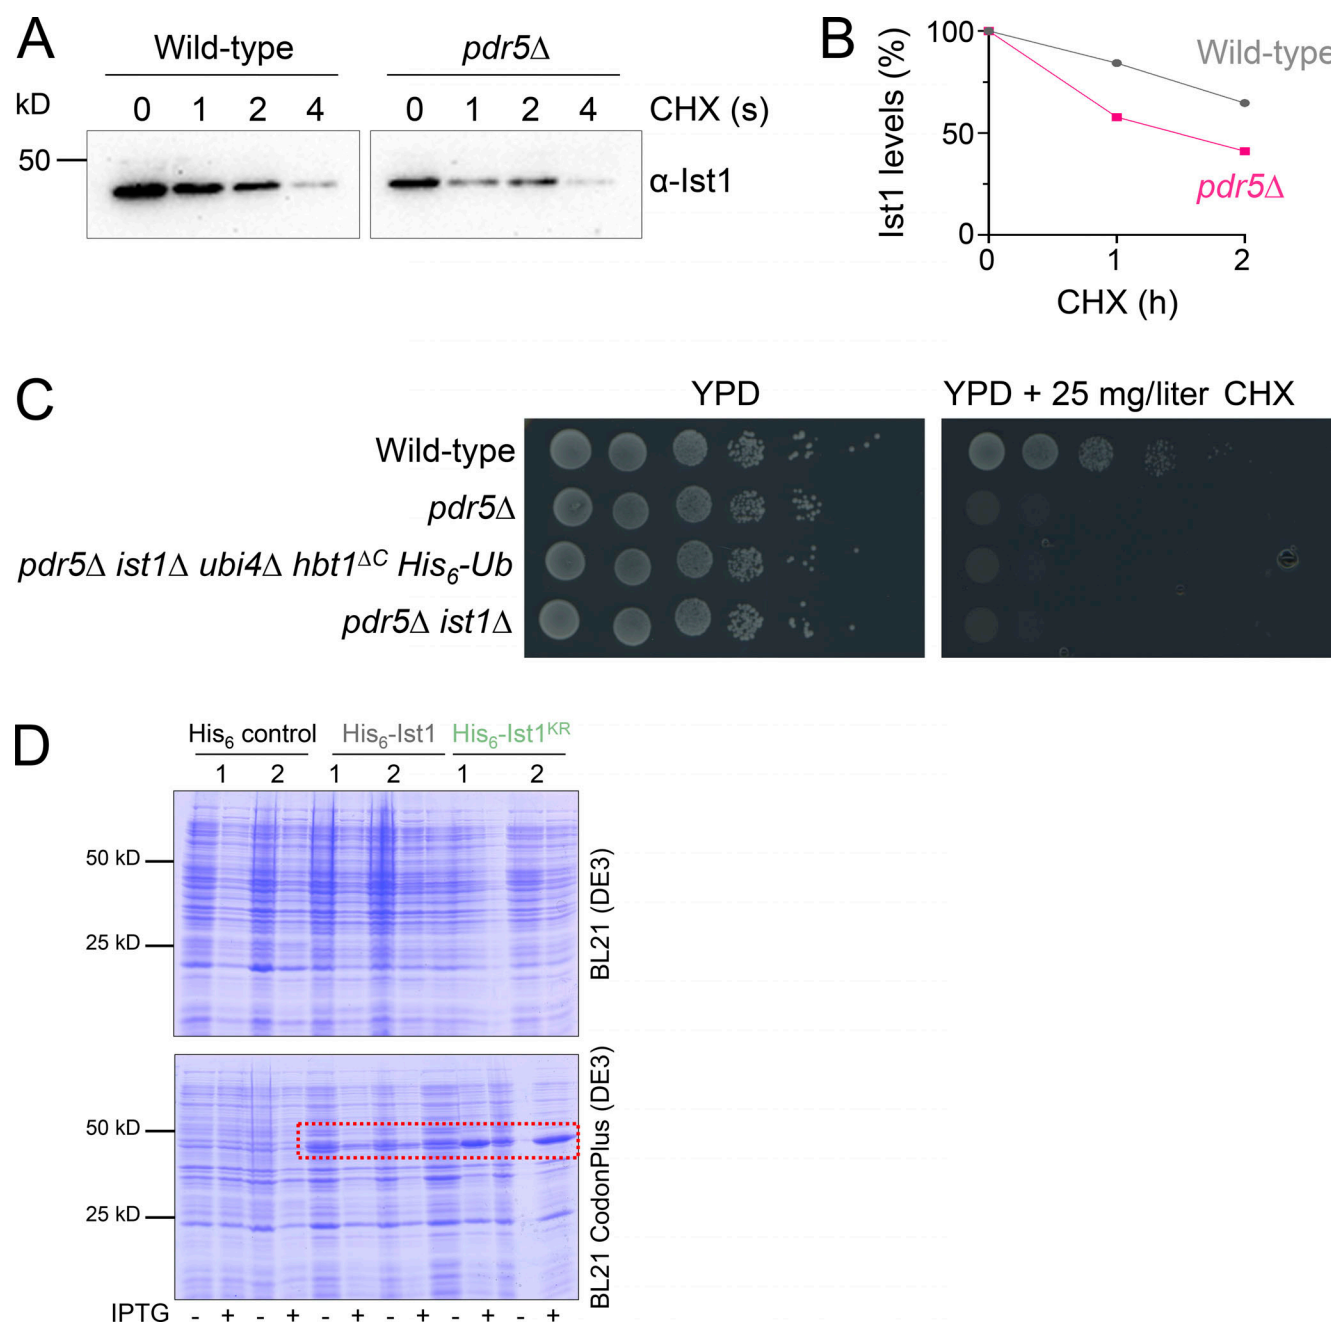 A
Wild-type
pdr5Δ
kD
0 1 2 4
0 1 2 4
CHX (s)
50
α-Ist1
B
Ist1 levels (%)
100
50
0
Wild-type
pdr5Δ
0 1 2
CHX (h)
C
YPD
YPD + 25 mg/liter CHX
Wild-type
pdr5Δ
pdr5Δ ist1Δ ubi4Δ hbt1ΔC His6-Ub
pdr5Δ ist1Δ
D
His6 control
His6-Ist1
His6-Ist1KR
1 2 1 2 1 2
50 kD
25 kD
BL21 (DE3)
50 kD
25 kD
BL21 CodonPlus (DE3)
IPTG - + - + - + - + - + - +